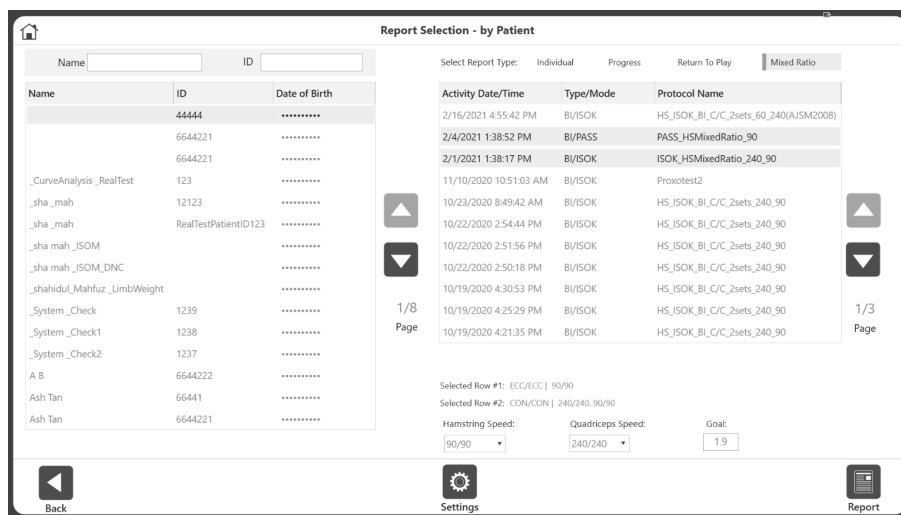 Report Selection - by Patient
Name
ID
Select Report Type: Individual Progress Return To Play Mixed Ratio
Name ID Date of Birth
44444 ••••••••••
6644221 ••••••••••
6644221 ••••••••••
_CurveAnalysis _RealTest 123 ••••••••••
_sha _mah 12123 ••••••••••
_sha _mah RealTestPatientID123 ••••••••••
_sha mah _ISOM ••••••••••
_sha mah _ISOM_DNC ••••••••••
_shahidul_Mahfuz _LimbWeight ••••••••••
_System _Check 1239 ••••••••••
_System _Check1 1238 ••••••••••
_System _Check2 1237 ••••••••••
A B 6644222 ••••••••••
Ash Tan 66441 ••••••••••
Ash Tan 6644221 ••••••••••
1/8
Page
Activity Date/Time Type/Mode Protocol Name
2/16/2021 4:55:42 PM BI/ISOK HS_ISOK_BI_C/C_2sets_60_240(AJSM2008)
2/4/2021 1:38:52 PM BI/PASS PASS_HSMixedRatio_90
2/1/2021 1:38:17 PM BI/ISOK ISOK_HSMixedRatio_240_90
11/10/2020 10:51:03 AM BI/ISOK Proxotest2
10/23/2020 8:49:42 AM BI/ISOK HS_ISOK_BI_C/C_2sets_240_90
10/22/2020 2:54:44 PM BI/ISOK HS_ISOK_BI_C/C_2sets_240_90
10/22/2020 2:51:56 PM BI/ISOK HS_ISOK_BI_C/C_2sets_240_90
10/22/2020 2:50:18 PM BI/ISOK HS_ISOK_BI_C/C_2sets_240_90
10/19/2020 4:30:53 PM BI/ISOK HS_ISOK_BI_C/C_2sets_240_90
10/19/2020 4:25:29 PM BI/ISOK HS_ISOK_BI_C/C_2sets_240_90
10/19/2020 4:21:35 PM BI/ISOK HS_ISOK_BI_C/C_2sets_240_90
1/3
Page
Selected Row #1: ECC/ECC | 90/90
Selected Row #2: CON/CON | 240/240, 90/90
Hamstring Speed: Quadriceps Speed: Goal:
90/90 240/240 1.9
Back
Settings
Report